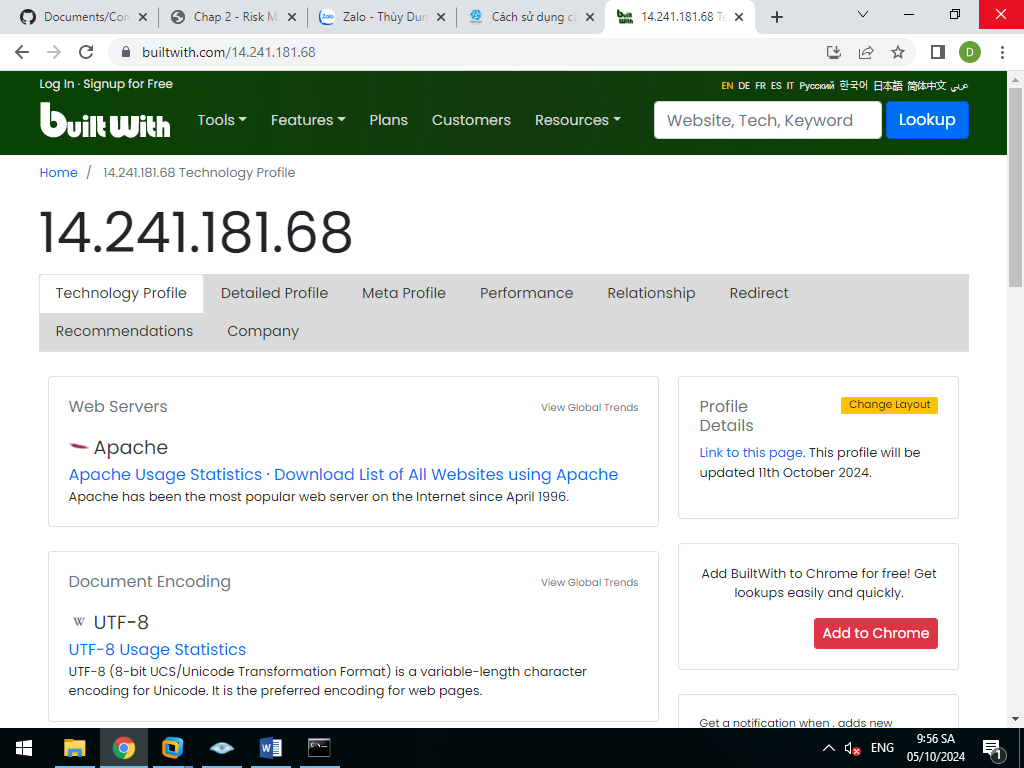 Documents/Con
Chap 2 - Risk M
Zalo - Thùy Dun
Cách sử dụng cá
14.241.181.68 Te
builtwith.com/14.241.181.68
D
Log In · Signup for Free
EN DE FR ES IT Русский 한국어 日本語 简体中文 عربي
built With
Tools
Features
Plans
Customers
Resources
Website, Tech, Keyword
Lookup
Home / 14.241.181.68 Technology Profile
14.241.181.68
Technology Profile
Detailed Profile
Meta Profile
Performance
Relationship
Redirect
Recommendations
Company
Web Servers
View Global Trends
Apache
Apache Usage Statistics · Download List of All Websites using Apache
Apache has been the most popular web server on the Internet since April 1996.
Document Encoding
View Global Trends
W UTF-8
UTF-8 Usage Statistics
UTF-8 (8-bit UCS/Unicode Transformation Format) is a variable-length character
encoding for Unicode. It is the preferred encoding for web pages.
Profile
Details
Change Layout
Link to this page. This profile will be
updated 11th October 2024.
Add BuiltWith to Chrome for free! Get
lookups easily and quickly.
Add to Chrome
Get a notification when . adds new
ENG
9:56 SA
05/10/2024
1